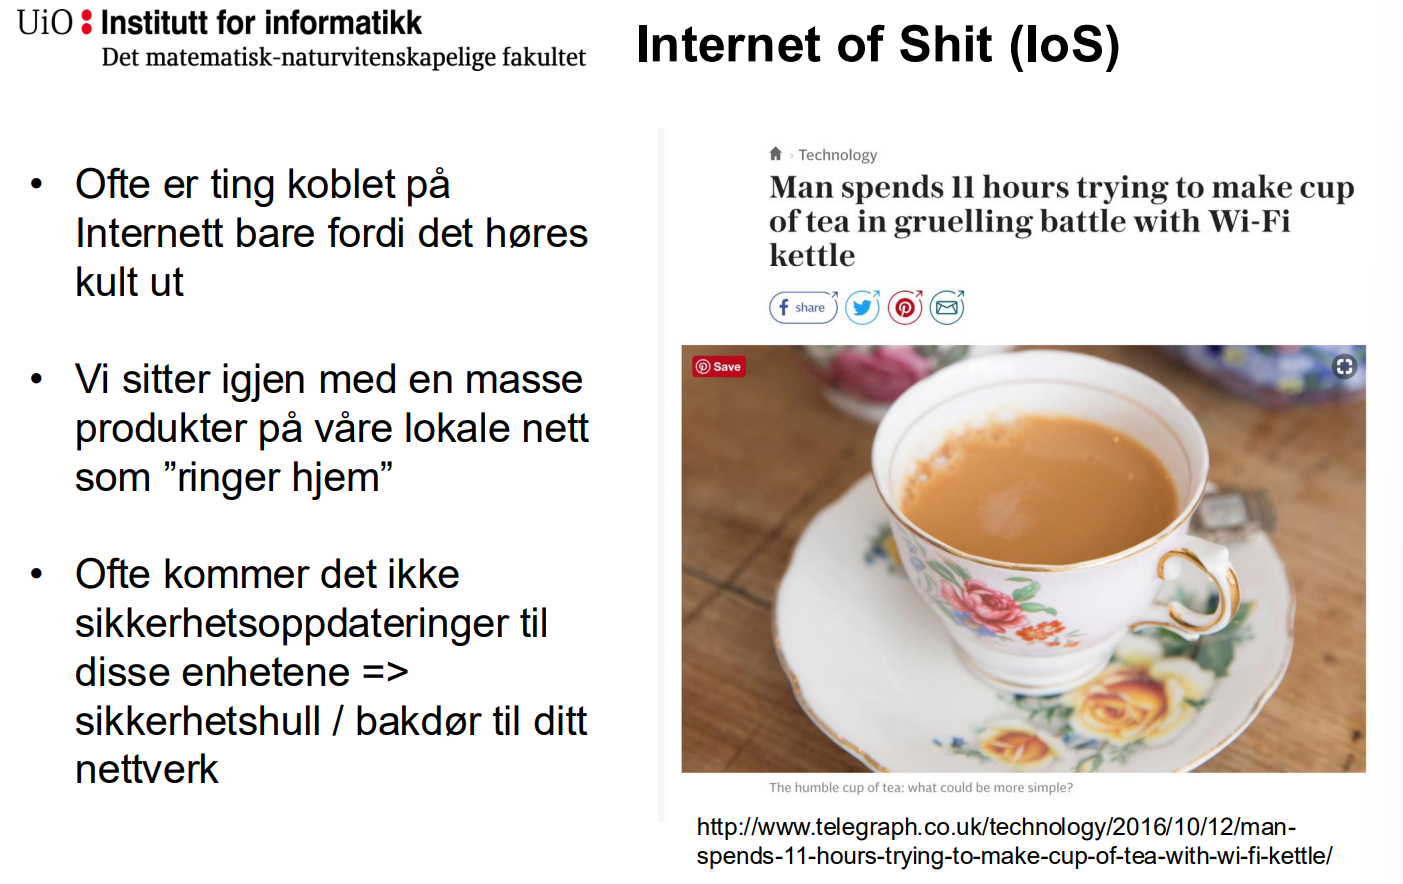 UiO : Institutt for informatikk
Det matematisk-naturvitenskapelige fakultet
Internet of Shit (IoS)
• Ofte er ting koblet på
Internett bare fordi det høres
kult ut
• Vi sitter igjen med en masse
produkter på våre lokale nett
som ”ringer hjem”
• Ofte kommer det ikke
sikkerhetsoppdateringer til
disse enhetene =>
sikkerhetshull / bakdør til ditt
nettverk
› Technology
Man spends 11 hours trying to make cup
of tea in gruelling battle with Wi-Fi
kettle
share
Save
The humble cup of tea: what could be more simple?
http://www.telegraph.co.uk/technology/2016/10/12/man-
spends-11-hours-trying-to-make-cup-of-tea-with-wi-fi-kettle/